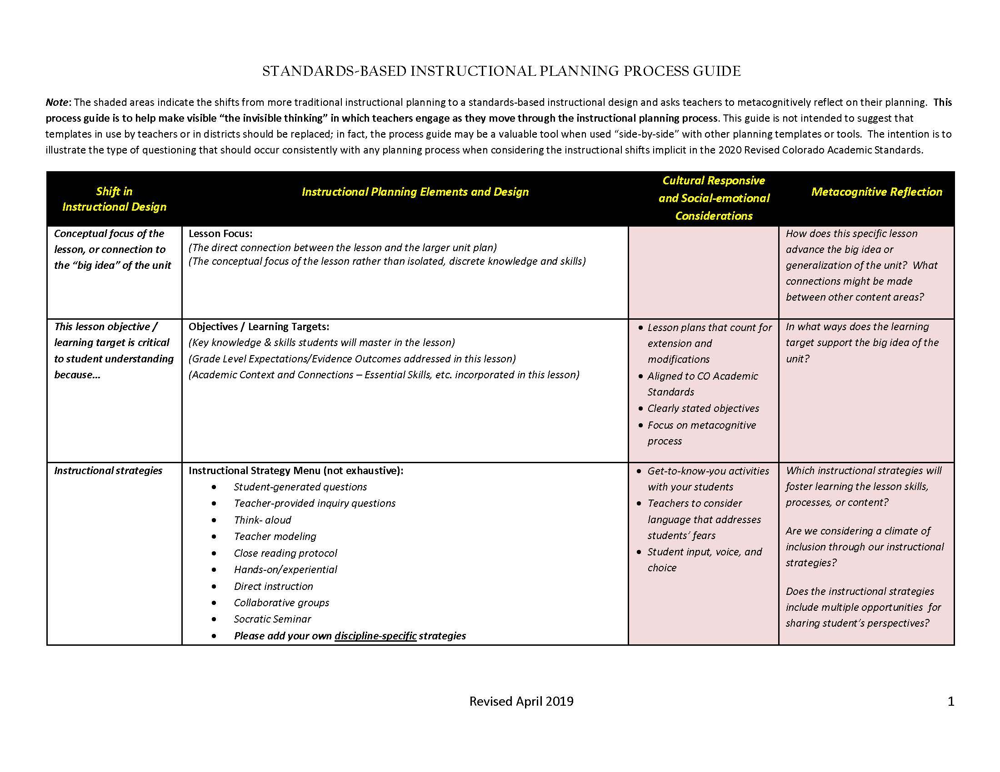 STANDARDS-BASED INSTRUCTIONAL PLANNING PROCESS GUIDE
Note: The shaded areas indicate the shifts from more traditional instructional planning to a standards-based instructional design and asks teachers to metacognitively reflect on their planning.  This
process guide is to help make visible “the invisible thinking” in which teachers engage as they move through the instructional planning process. This guide is not intended to suggest that
templates in use by teachers or in districts should be replaced; in fact, the process guide may be a valuable tool when used “side-by-side” with other planning templates or tools.  The intention is to
illustrate the type of questioning that should occur consistently with any planning process when considering the instructional shifts implicit in the 2020 Revised Colorado Academic Standards.
Shift in
Instructional Design
Instructional Planning Elements and Design
Cultural Responsive
and Social-emotional
Considerations
Metacognitive Reflection
Conceptual focus of the
lesson, or connection to
the “big idea” of the unit
Lesson Focus:
(The direct connection between the lesson and the larger unit plan)
(The conceptual focus of the lesson rather than isolated, discrete knowledge and skills)
How does this specific lesson
advance the big idea or
generalization of the unit?  What
connections might be made
between other content areas?
This lesson objective /
learning target is critical
to student understanding
because…
Objectives / Learning Targets:
(Key knowledge & skills students will master in the lesson)
(Grade Level Expectations/Evidence Outcomes addressed in this lesson)
(Academic Context and Connections – Essential Skills, etc. incorporated in this lesson)
• Lesson plans that count for
extension and
modifications
• Aligned to CO Academic
Standards
• Clearly stated objectives
• Focus on metacognitive
process
In what ways does the learning
target support the big idea of the
unit?
Instructional strategies
Instructional Strategy Menu (not exhaustive):
• Student-generated questions
• Teacher-provided inquiry questions
• Think- aloud
• Teacher modeling
• Close reading protocol
• Hands-on/experiential
• Direct instruction
• Collaborative groups
• Socratic Seminar
• Please add your own discipline-specific strategies
• Get-to-know-you activities
with your students
• Teachers to consider
language that addresses
students’ fears
• Student input, voice, and
choice
Which instructional strategies will
foster learning the lesson skills,
processes, or content?
Are we considering a climate of
inclusion through our instructional
strategies?
Does the instructional strategies
include multiple opportunities  for
sharing student’s perspectives?
Revised April 2019
1